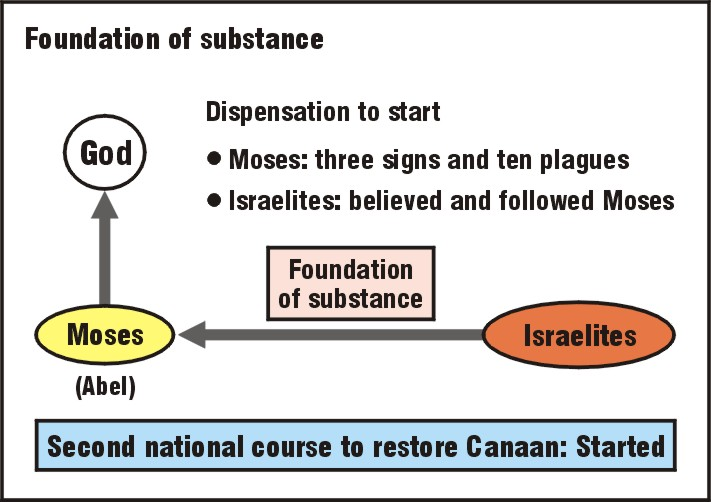 Foundation of substance
Dispensation to start
God
● Moses: three signs and ten plagues
● Israelites: believed and followed Moses
Foundation
of substance
Moses
Israelites
(Abel)
Second national course to restore Canaan: Started